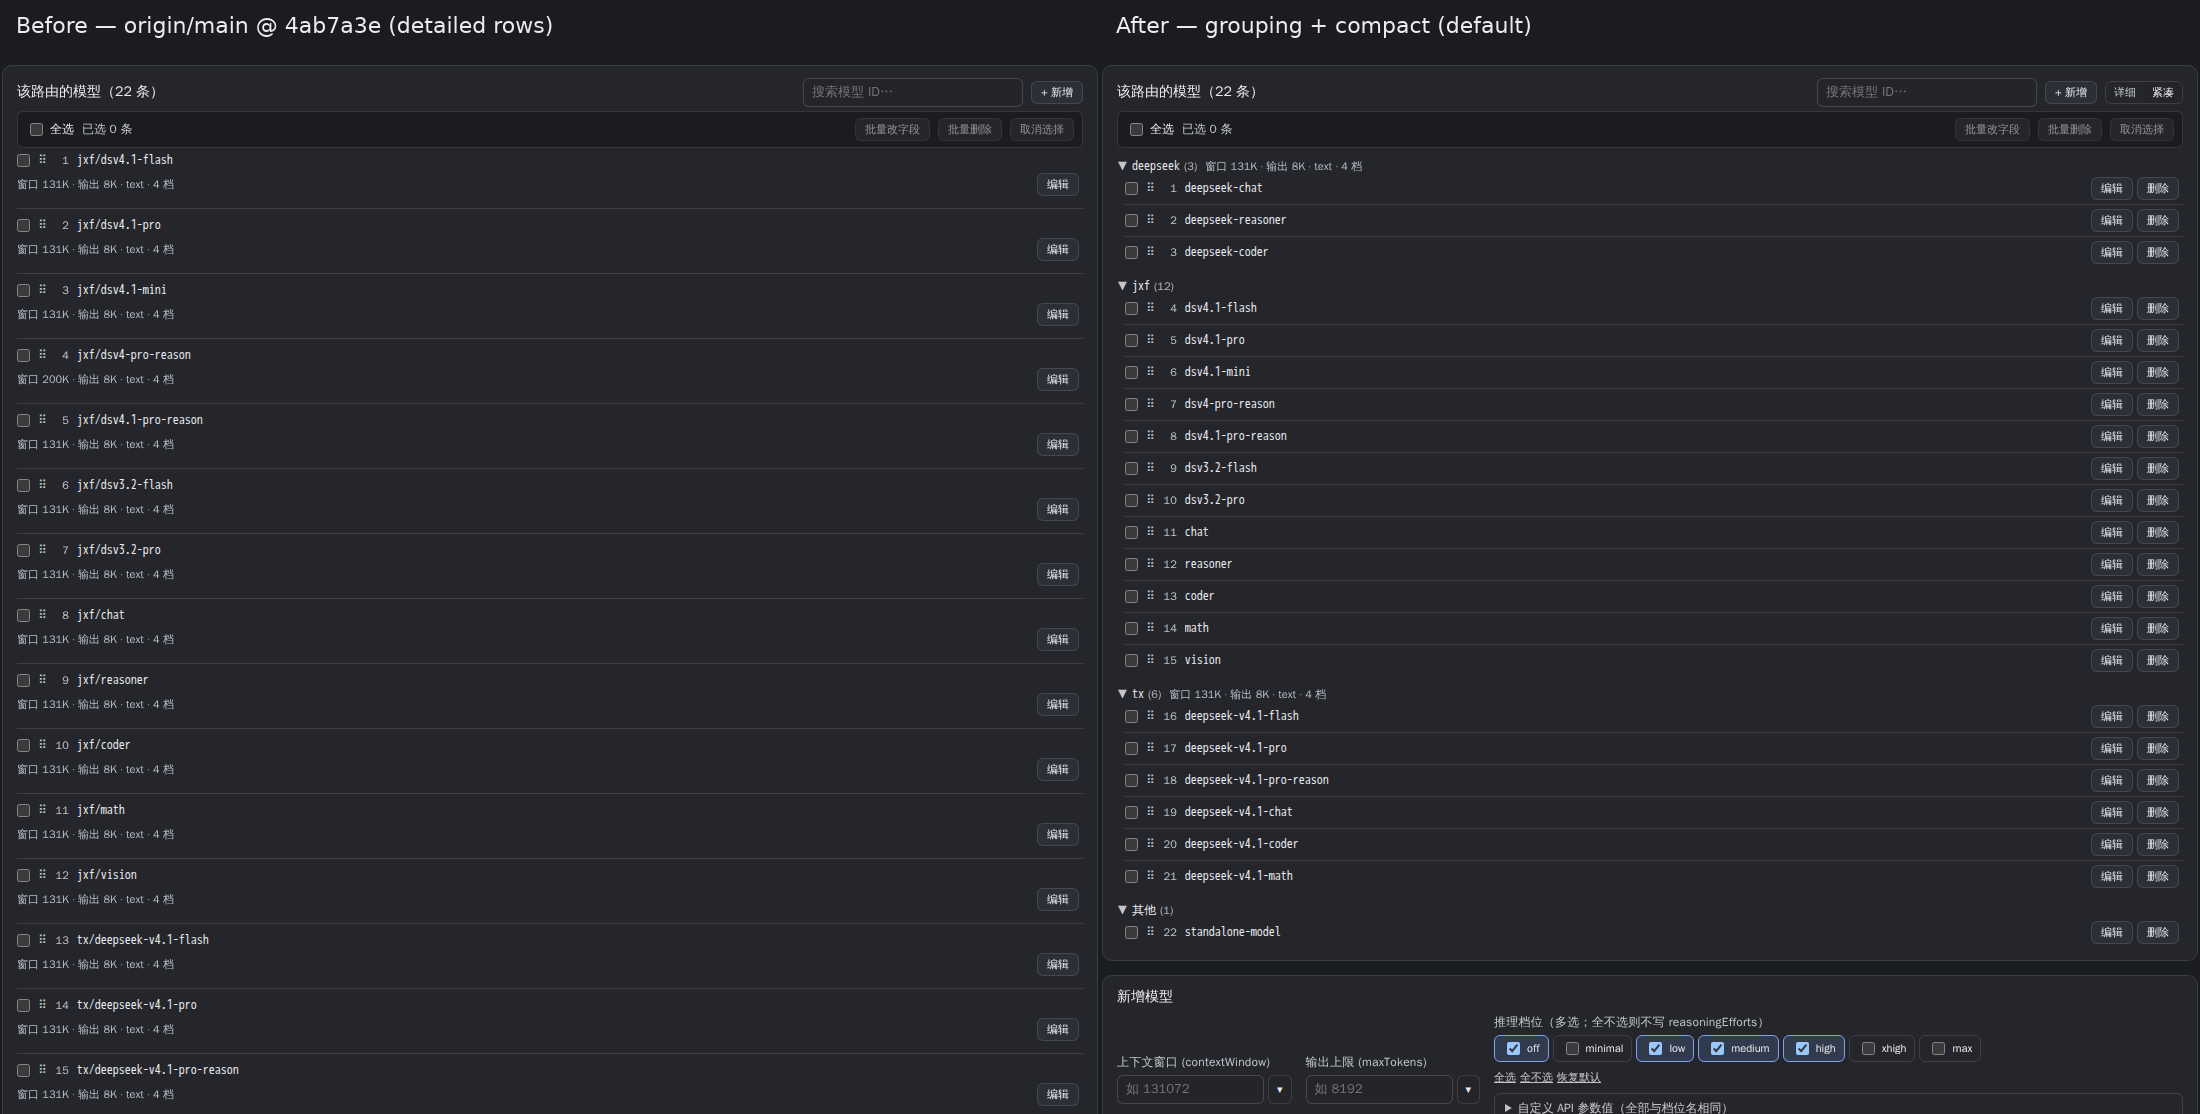 Before — origin/main @ 4ab7a3e (detailed rows)
该路由的模型（22 条）
搜索模型 ID…
+ 新增
全选 已选 0 条
批量改字段
批量删除
取消选择
1 jxf/dsv4.1-flash
窗口 131K · 输出 8K · text · 4 档
编辑
2 jxf/dsv4.1-pro
窗口 131K · 输出 8K · text · 4 档
编辑
3 jxf/dsv4.1-mini
窗口 131K · 输出 8K · text · 4 档
编辑
4 jxf/dsv4-pro-reason
窗口 200K · 输出 8K · text · 4 档
编辑
5 jxf/dsv4.1-pro-reason
窗口 131K · 输出 8K · text · 4 档
编辑
6 jxf/dsv3.2-flash
窗口 131K · 输出 8K · text · 4 档
编辑
7 jxf/dsv3.2-pro
窗口 131K · 输出 8K · text · 4 档
编辑
8 jxf/chat
窗口 131K · 输出 8K · text · 4 档
编辑
9 jxf/reasoner
窗口 131K · 输出 8K · text · 4 档
编辑
10 jxf/coder
窗口 131K · 输出 8K · text · 4 档
编辑
11 jxf/math
窗口 131K · 输出 8K · text · 4 档
编辑
12 jxf/vision
窗口 131K · 输出 8K · text · 4 档
编辑
13 tx/deepseek-v4.1-flash
窗口 131K · 输出 8K · text · 4 档
编辑
14 tx/deepseek-v4.1-pro
窗口 131K · 输出 8K · text · 4 档
编辑
15 tx/deepseek-v4.1-pro-reason
窗口 131K · 输出 8K · text · 4 档
编辑
After — grouping + compact (default)
该路由的模型（22 条）
搜索模型 ID…
+ 新增
详细 紧凑
全选 已选 0 条
批量改字段
批量删除
取消选择
▼ deepseek (3) 窗口 131K · 输出 8K · text · 4 档
1 deepseek-chat 编辑 删除
2 deepseek-reasoner 编辑 删除
3 deepseek-coder 编辑 删除
▼ jxf (12)
4 dsv4.1-flash 编辑 删除
5 dsv4.1-pro 编辑 删除
6 dsv4.1-mini 编辑 删除
7 dsv4-pro-reason 编辑 删除
8 dsv4.1-pro-reason 编辑 删除
9 dsv3.2-flash 编辑 删除
10 dsv3.2-pro 编辑 删除
11 chat 编辑 删除
12 reasoner 编辑 删除
13 coder 编辑 删除
14 math 编辑 删除
15 vision 编辑 删除
▼ tx (6) 窗口 131K · 输出 8K · text · 4 档
16 deepseek-v4.1-flash 编辑 删除
17 deepseek-v4.1-pro 编辑 删除
18 deepseek-v4.1-pro-reason 编辑 删除
19 deepseek-v4.1-chat 编辑 删除
20 deepseek-v4.1-coder 编辑 删除
21 deepseek-v4.1-math 编辑 删除
▼ 其他 (1)
22 standalone-model 编辑 删除
新增模型
上下文窗口 (contextWindow)
如 131072
输出上限 (maxTokens)
如 8192
推理档位（多选；全不选则不写 reasoningEfforts）
off minimal low medium high xhigh max
全选 全不选 恢复默认
▶ 自定义 API 参数值（全部与档位名相同）